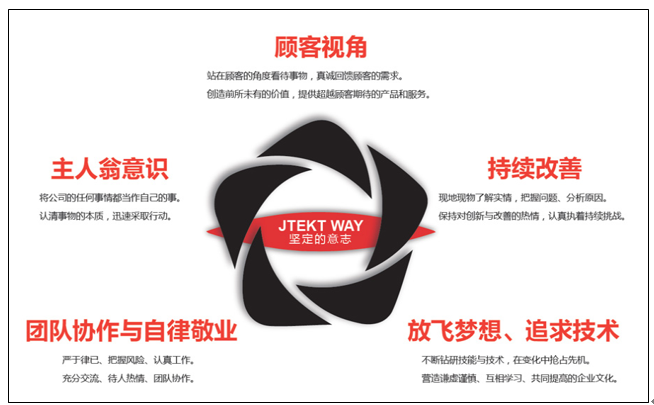 顾客视角
站在顾客的角度看待事物，真诚回馈顾客的需求。
创造前所未有的价值，提供超越顾客期待的产品和服务。
主人翁意识
将公司的任何事情都当作自己的事。
认清事物的本质，迅速采取行动。
持续改善
现地现物了解实情，把握问题、分析原因。
保持对创新与改善的热情，认真执着持续挑战。
JTEKT WAY
坚定的意志
团队协作与自律敬业
严于律已、把握风险、认真工作。
充分交流、待人热情、团队协作。
放飞梦想、追求技术
不断钻研技能与技术，在变化中抢占先机。
营造谦虚谨慎、互相学习、共同提高的企业文化。